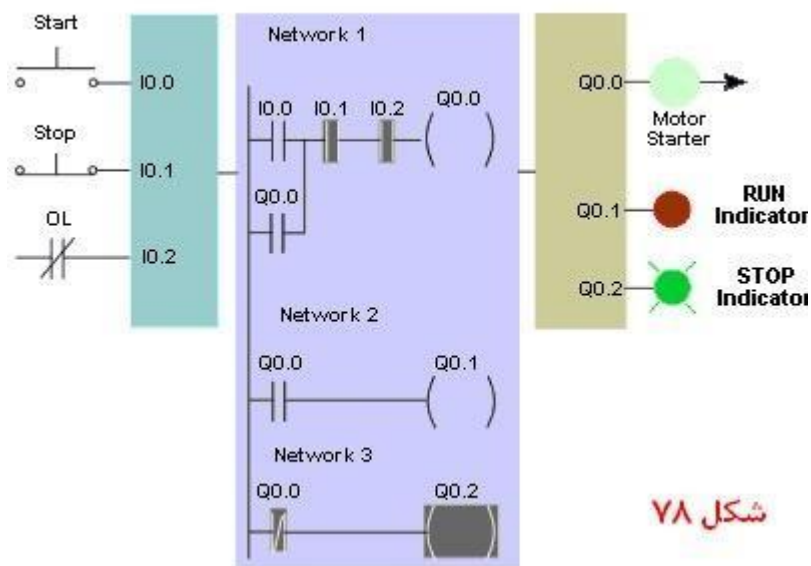 Start
I0.0
Stop
I0.1
OL
I0.2
Network 1
I0.0 I0.1 I0.2 Q0.0
Q0.0
Network 2
Q0.0 Q0.1
Network 3
Q0.0 Q0.2
Q0.0
Motor
Starter
Q0.1
RUN
Indicator
Q0.2
STOP
Indicator
شکل ۷۸